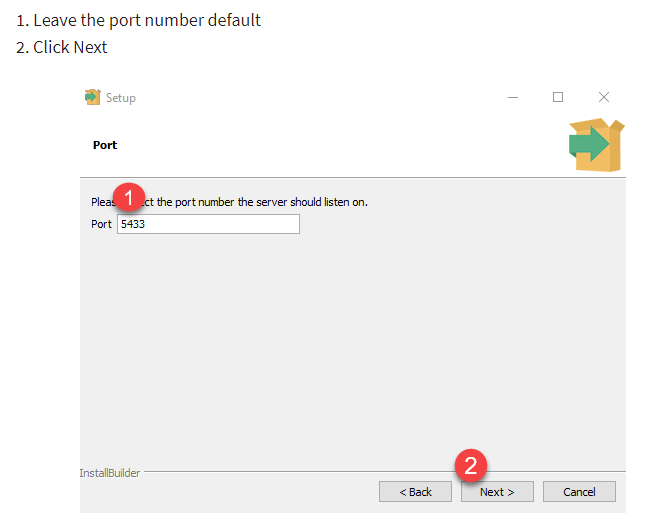 1. Leave the port number default
2. Click Next
Setup
Port
1
the port number the server should listen on.
Port 5433
InstallBuilder
2
< Back Next > Cancel